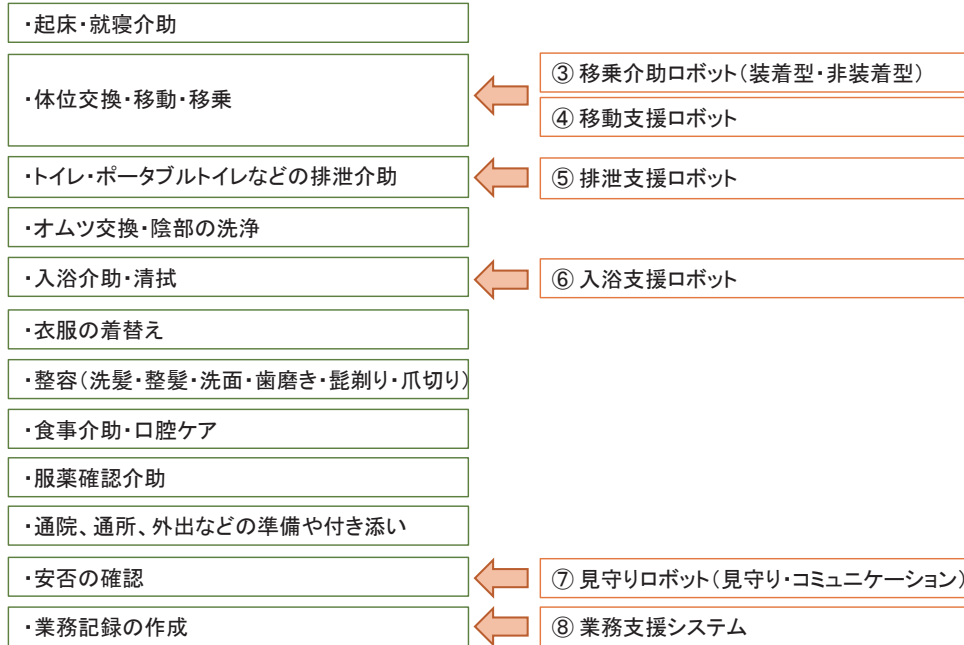 ・起床・就寝介助
・体位交換・移動・移乗
③ 移乗介助ロボット（装着型・非装着型）
④ 移動支援ロボット
・トイレ・ポータブルトイレなどの排泄介助
⑤ 排泄支援ロボット
・オムツ交換・陰部の洗浄
・入浴介助・清拭
⑥ 入浴支援ロボット
・衣服の着替え
・整容（洗髪・整髪・洗面・歯磨き・髭剃り・爪切り）
・食事介助・口腔ケア
・服薬確認介助
・通院、通所、外出などの準備や付き添い
・安否の確認
⑦ 見守りロボット（見守り・コミュニケーション）
・業務記録の作成
⑧ 業務支援システム